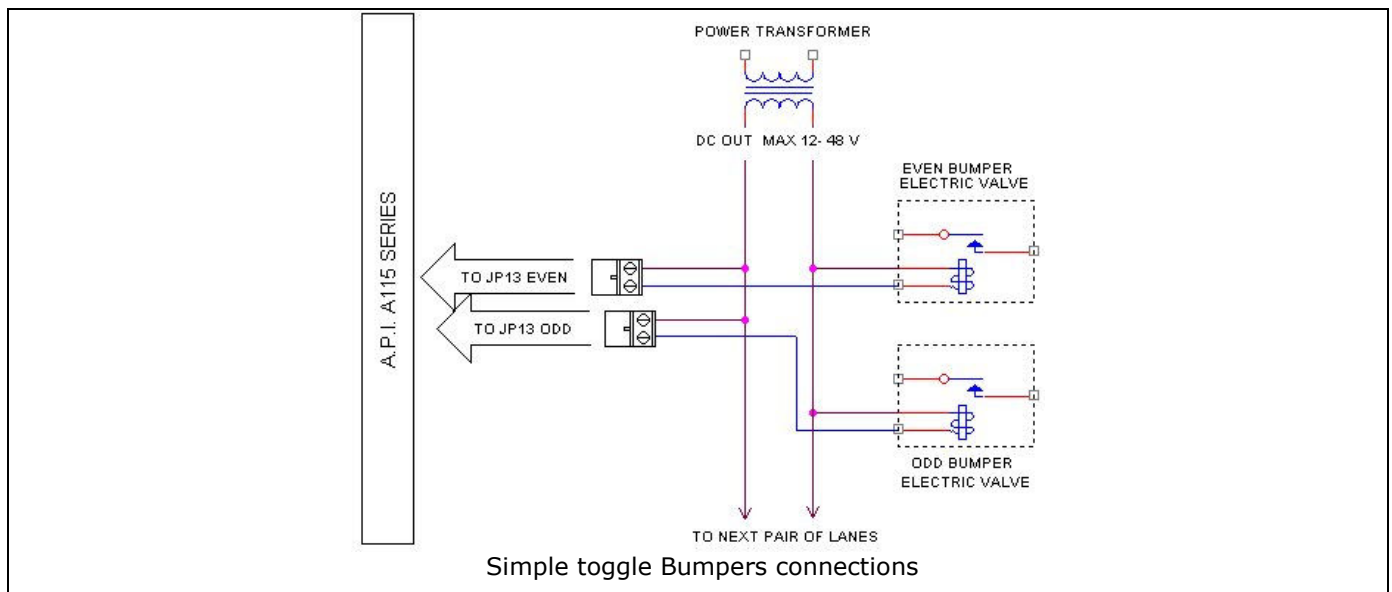 POWER TRANSFORMER
DC OUT MAX 12- 48 V
EVEN BUMPER
ELECTRIC VALVE
A.P.I. A115 SERIES
TO JP13 EVEN
TO JP13 ODD
ODD BUMPER
ELECTRIC VALVE
TO NEXT PAIR OF LANES
Simple toggle Bumpers connections